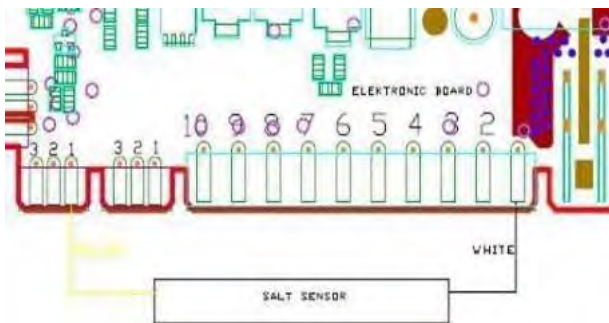 ELEKTRONIC BOARD
10 9 8 7 6 5 4 3 2
3 2 1
3 2 1
WHITE
SALT SENSOR